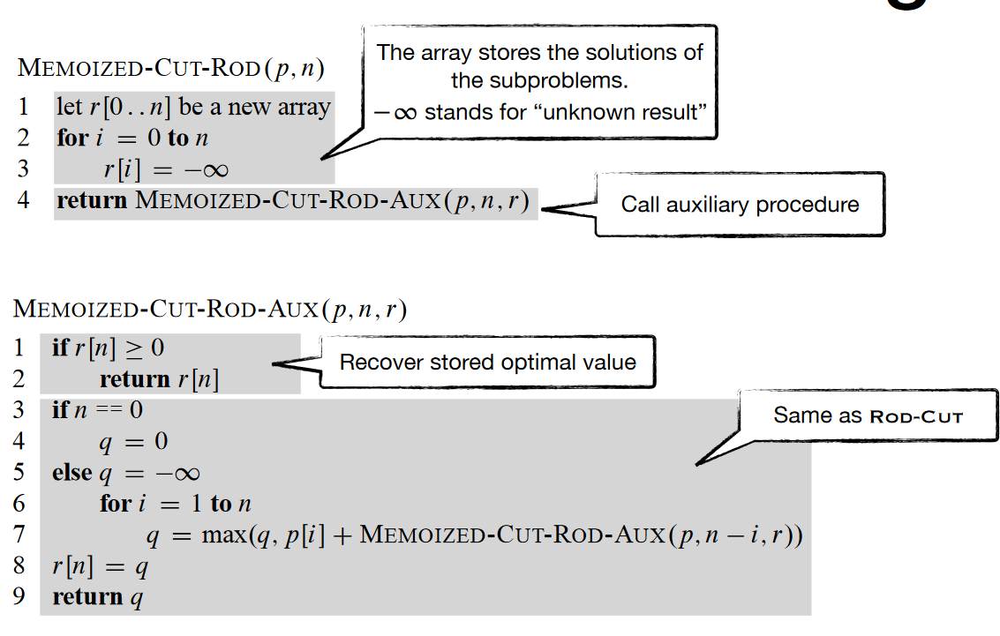 g
The array stores the solutions of
the subproblems.
−∞ stands for “unknown result”
MEMOIZED-CUT-ROD(p, n)
1 let r[0..n] be a new array
2 for i = 0 to n
3 r[i] = −∞
4 return MEMOIZED-CUT-ROD-AUX(p, n, r)
Call auxiliary procedure
MEMOIZED-CUT-ROD-AUX(p, n, r)
1 if r[n] ≥ 0
2 return r[n]
Recover stored optimal value
3 if n == 0
Same as ROD-CUT
4 q = 0
5 else q = −∞
6 for i = 1 to n
7 q = max(q, p[i] + MEMOIZED-CUT-ROD-AUX(p, n − i, r))
8 r[n] = q
9 return q